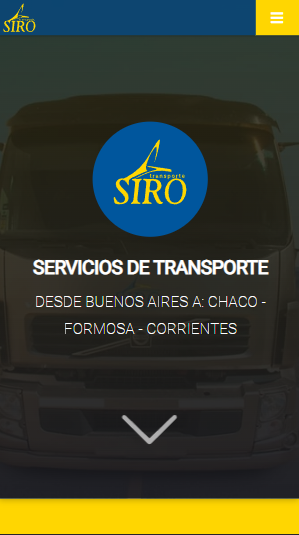 SIRO
transporte
SIRO
SERVICIOS DE TRANSPORTE
DESDE BUENOS AIRES A: CHACO -
FORMOSA - CORRIENTES